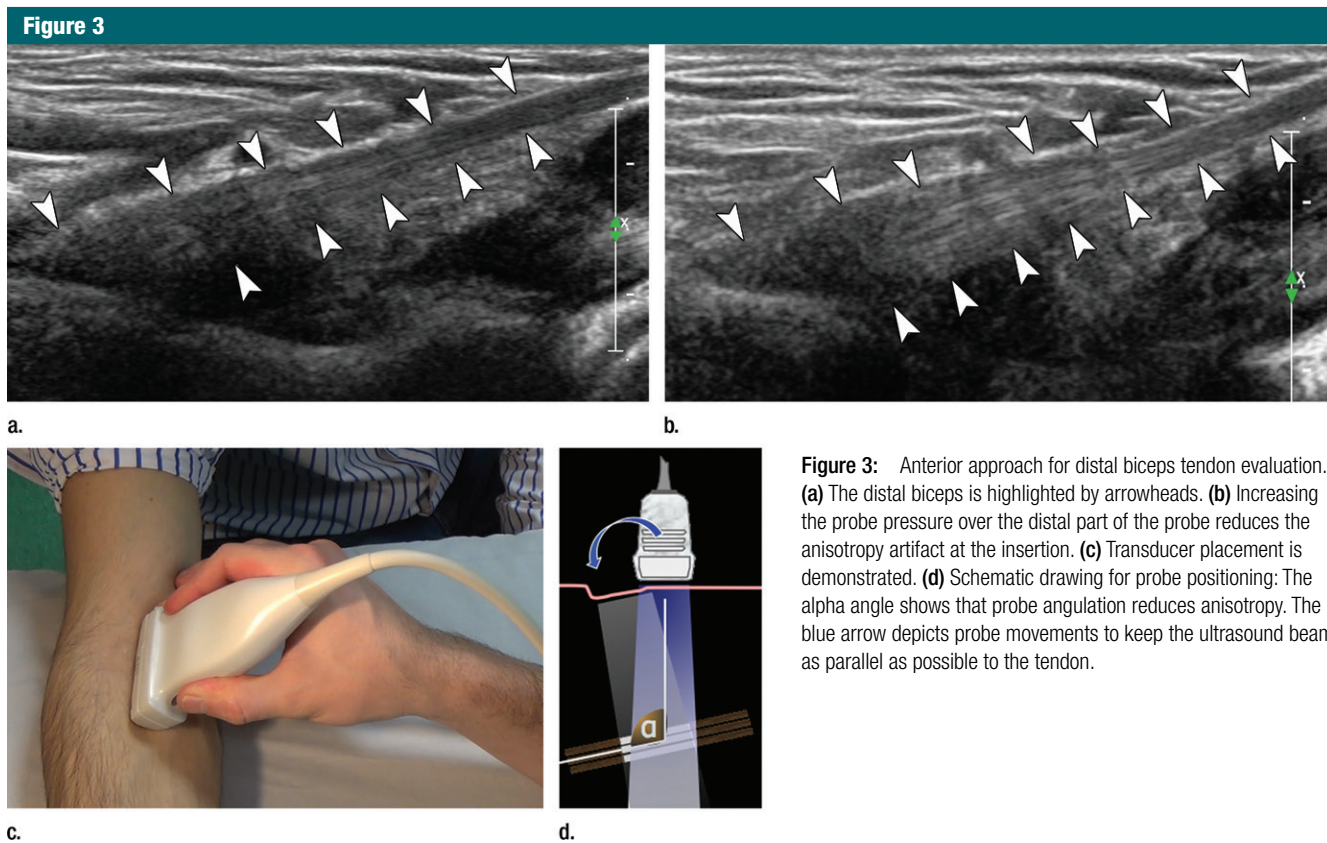 Figure 3
x
x
a.
b.
Figure 3: Anterior approach for distal biceps tendon evaluation.
(a) The distal biceps is highlighted by arrowheads. (b) Increasing
the probe pressure over the distal part of the probe reduces the
anisotropy artifact at the insertion. (c) Transducer placement is
demonstrated. (d) Schematic drawing for probe positioning: The
alpha angle shows that probe angulation reduces anisotropy. The
blue arrow depicts probe movements to keep the ultrasound beam
as parallel as possible to the tendon.
α
c.
d.